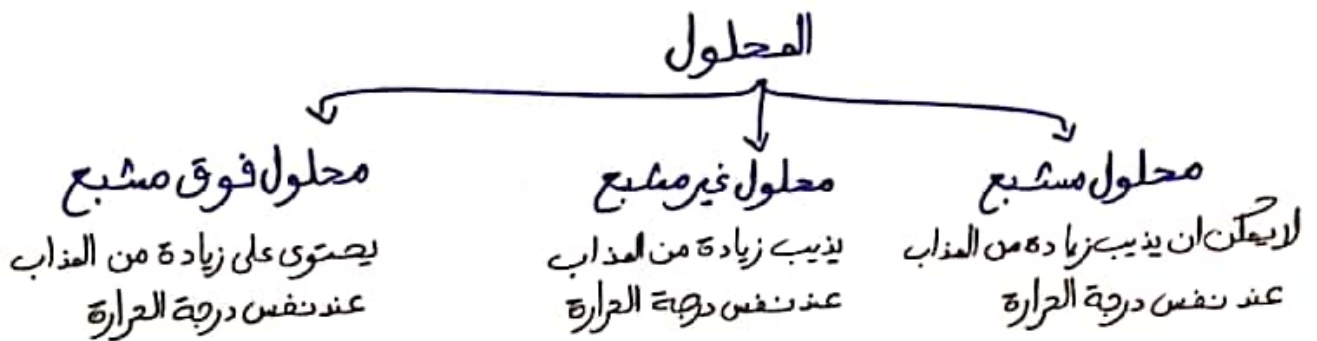 المحلول
محلول مشبع
لا يمكن ان يذيب زيادة من المذاب
عند نفس درجة الحرارة
محلول غير مشبع
يذيب زيادة من المذاب
عند نفس درجة الحرارة
محلول فوق مشبع
يحتوى على زيادة من المذاب
عند نفس درجة الحرارة